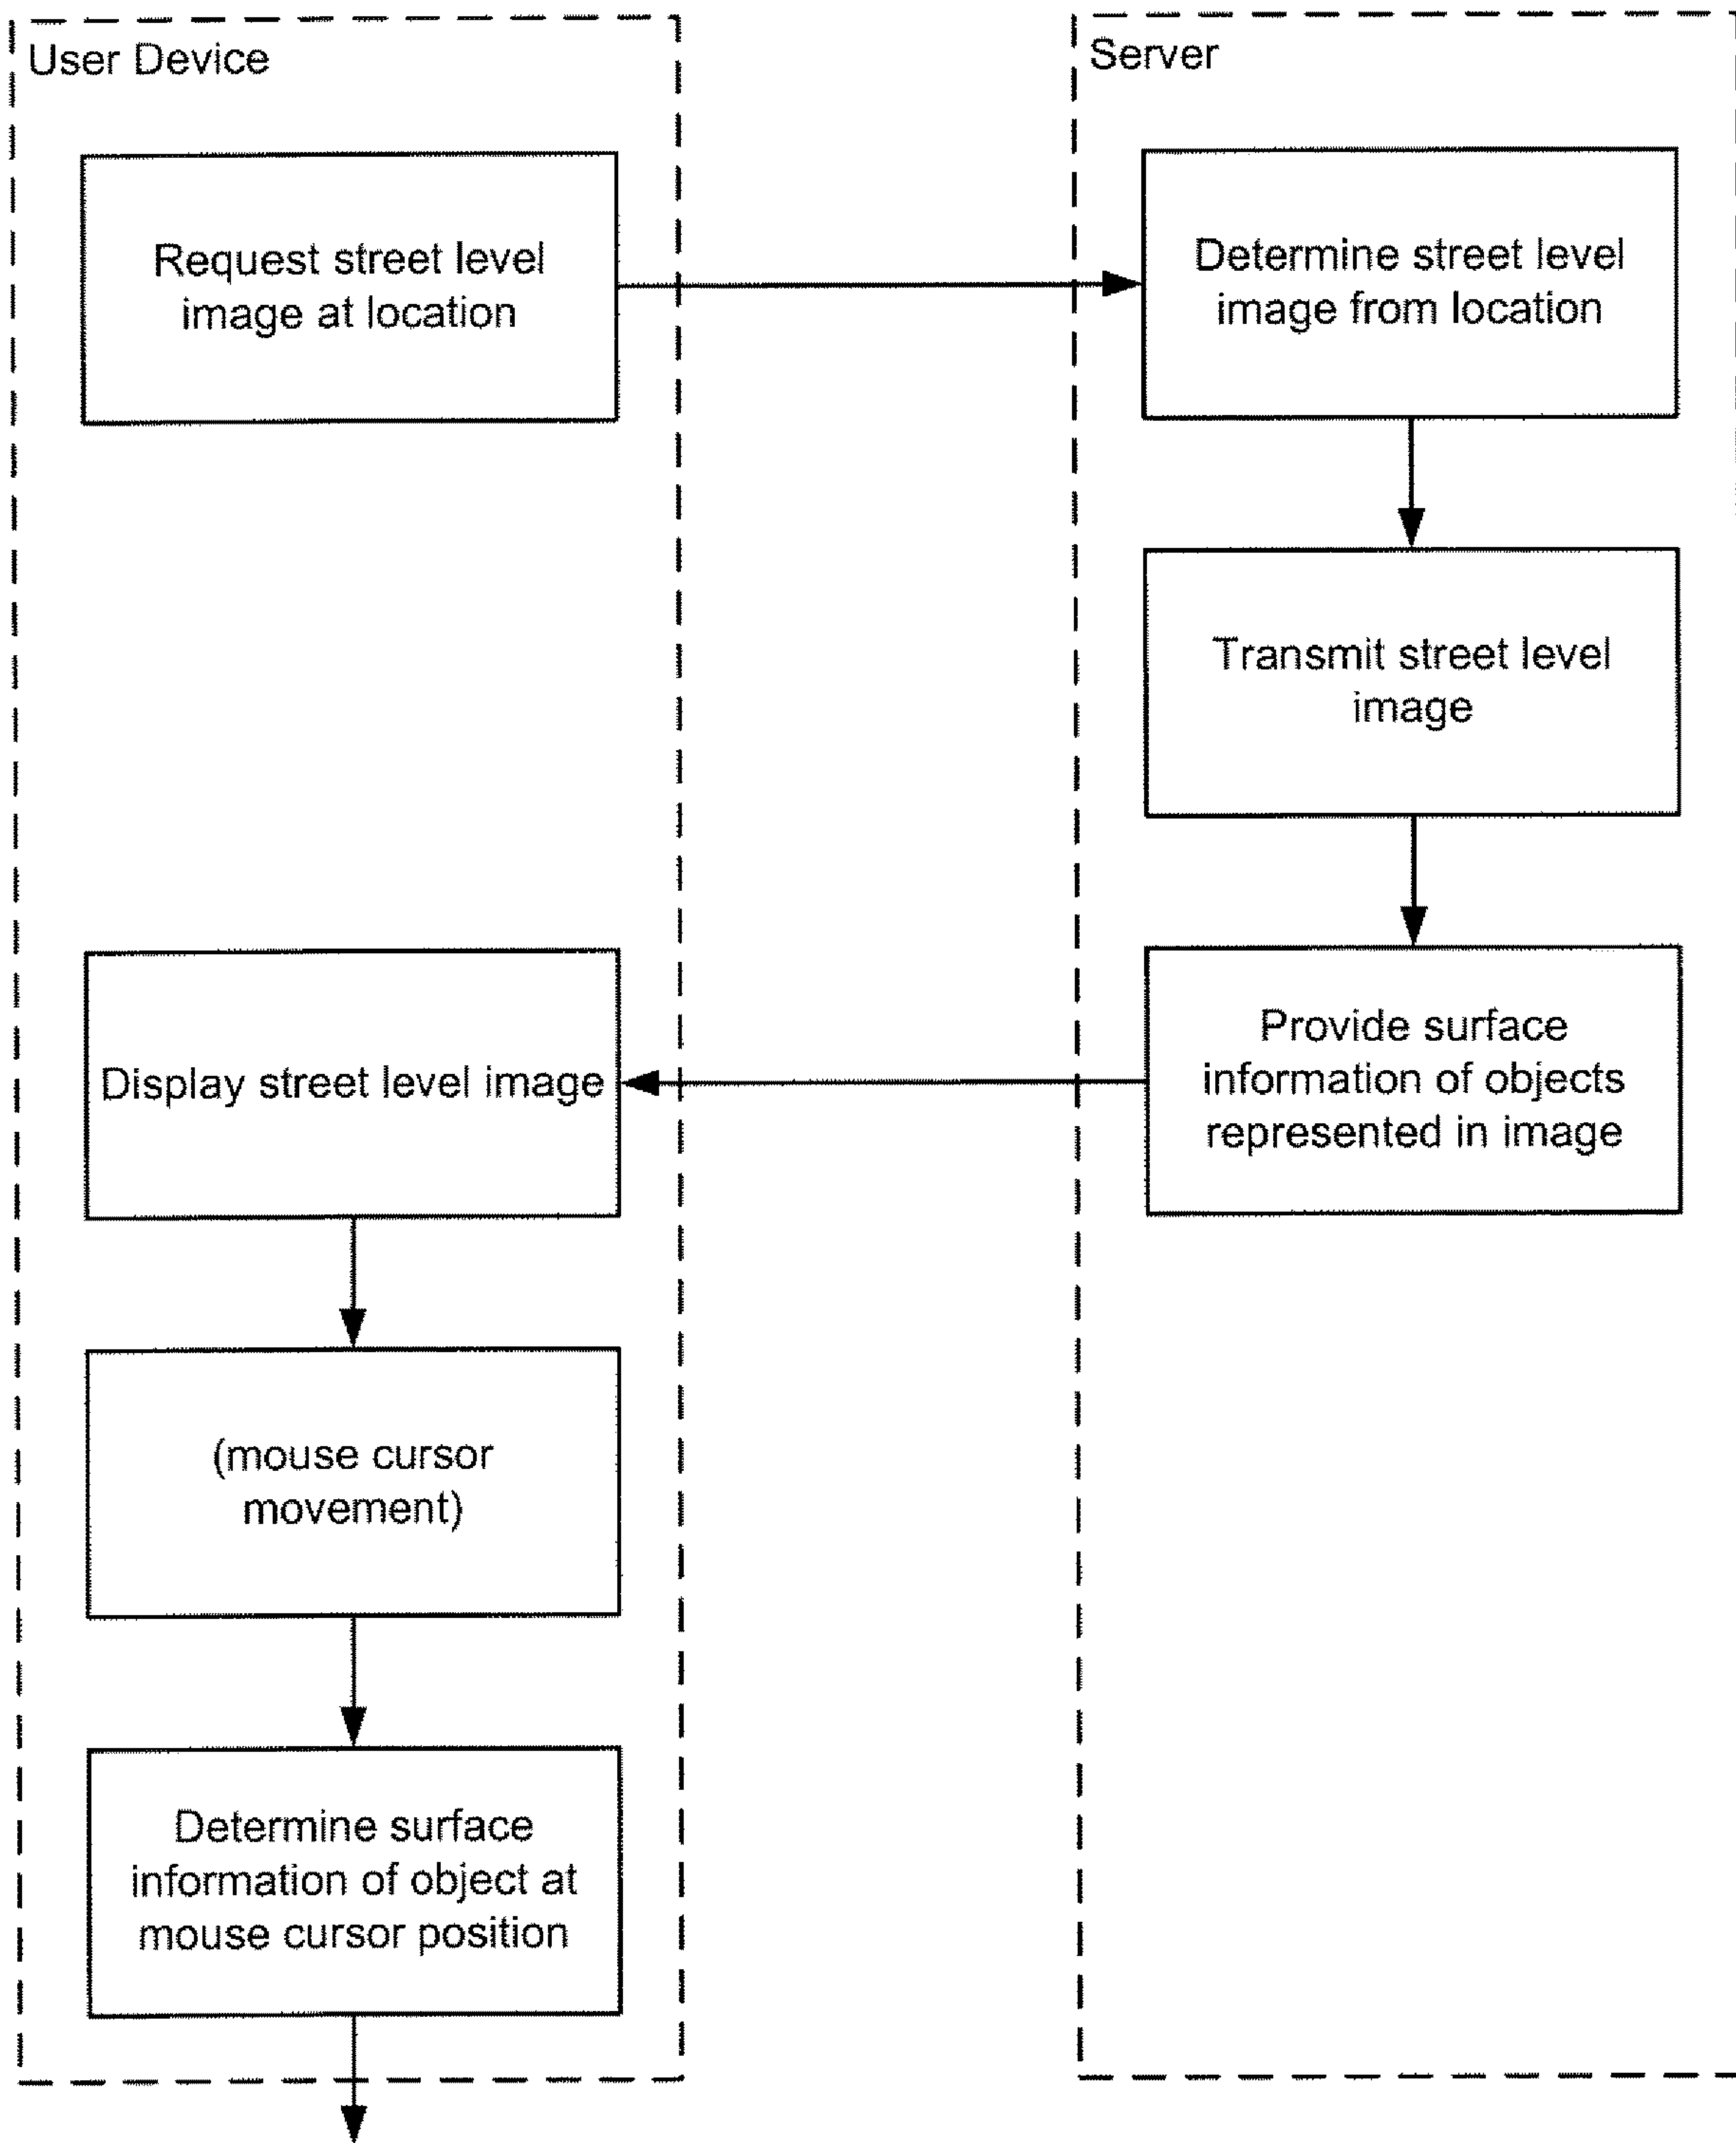 User Device
Request street level
image at location
Display street level image
(mouse cursor
movement)
Determine surface
information of object at
mouse cursor position
Server
Determine street level
image from location
Transmit street level
image
Provide surface
information of objects
represented in image